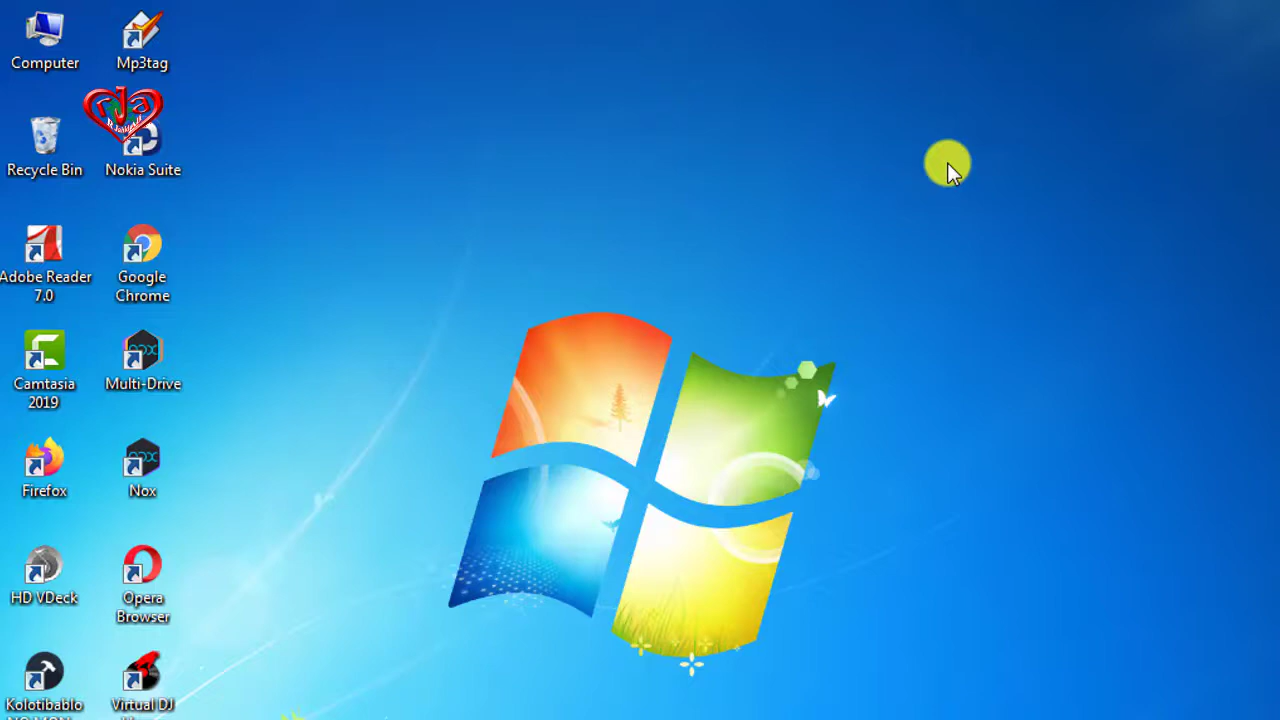 Computer
Mp3tag
rJa
Recycle Bin
Nokia Suite
Adobe Reader
7.0
Google
Chrome
Camtasia
2019
Multi-Drive
Firefox
Nox
HD VDeck
Opera
Browser
Kolotibablo
Virtual DJ